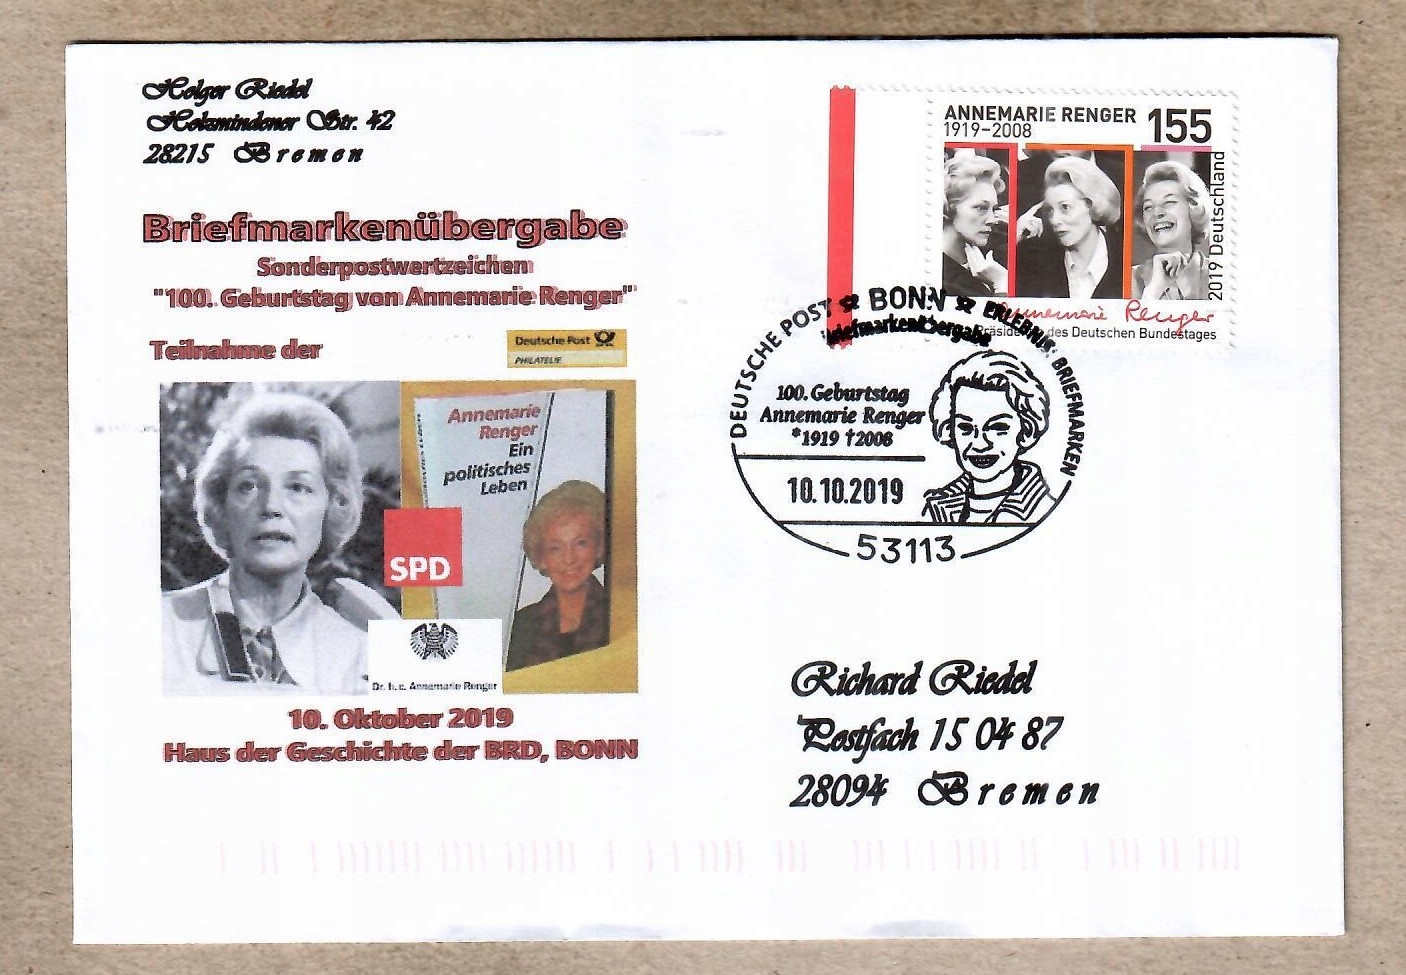 Holger Riedel
Holzmindener Str. 42
28215 Bremen
Briefmarkenübergabe
Sonderpostwertzeichen
"100. Geburtstag von Annemarie Renger"
Teilnahme der
Deutsche Post
PHILATELIE
Annemarie
Renger
Ein
politisches
Leben
SPD
Dr. h. c. Annemarie Renger
10. Oktober 2019
Haus der Geschichte der BRD, BONN
ANNEMARIE RENGER 155
1919–2008
2019 Deutschland
Annemarie Renger
Präsidentin des Deutschen Bundestages
DEUTSCHE POST BONN ERLEBNIS: BRIEFMARKEN
Briefmarkenübergabe
100. Geburtstag
Annemarie Renger
*1919 †2008
10.10.2019
53113
Richard Riedel
Postfach 15 04 87
28094 Bremen